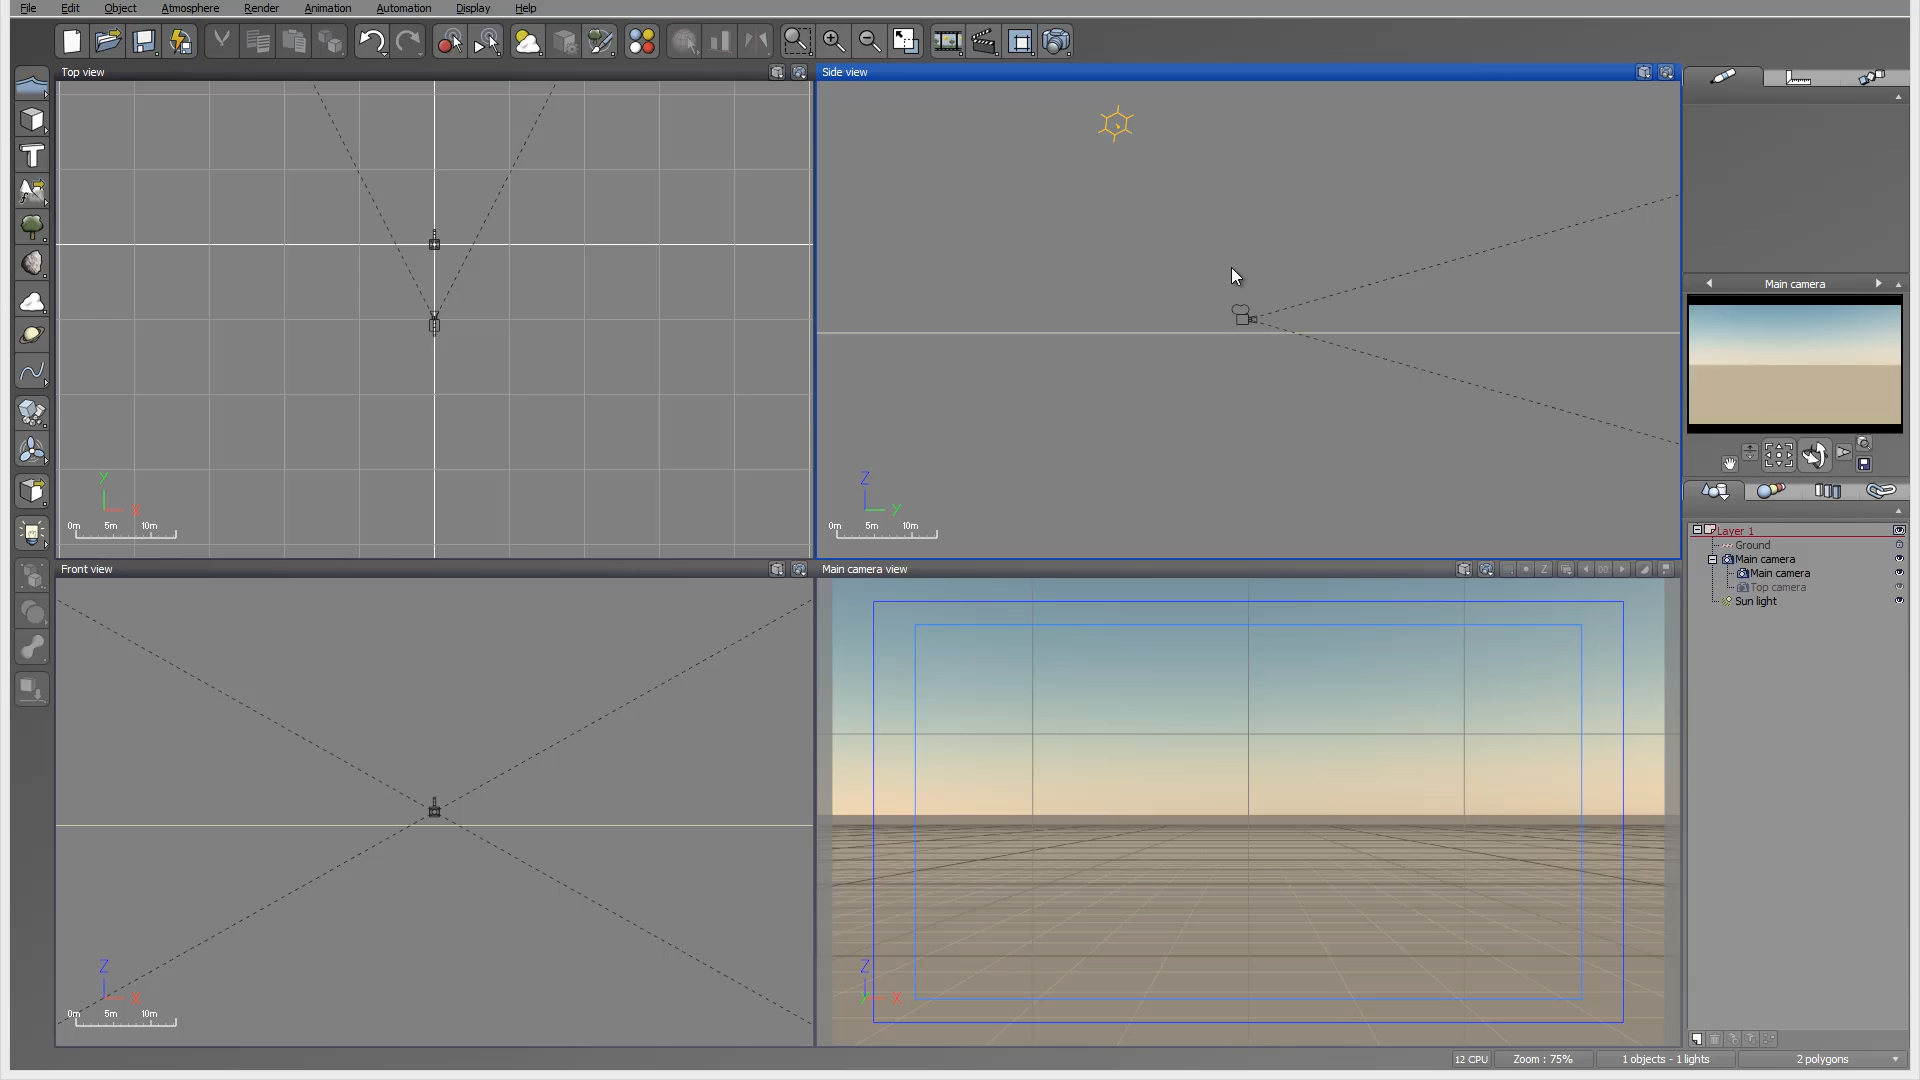 File Edit Object Atmosphere Render Animation Automation Display Help
Top view
Side view
Y
X
0m 5m 10m
Z
Y
0m 5m 10m
Main camera
Layer 1
Ground
Main camera
Main camera
Top camera
Sun light
Front view
Main camera view
Z
X
0m 5m 10m
Z
Y X
12 CPU Zoom : 75% 1 objects - 1 lights 2 polygons